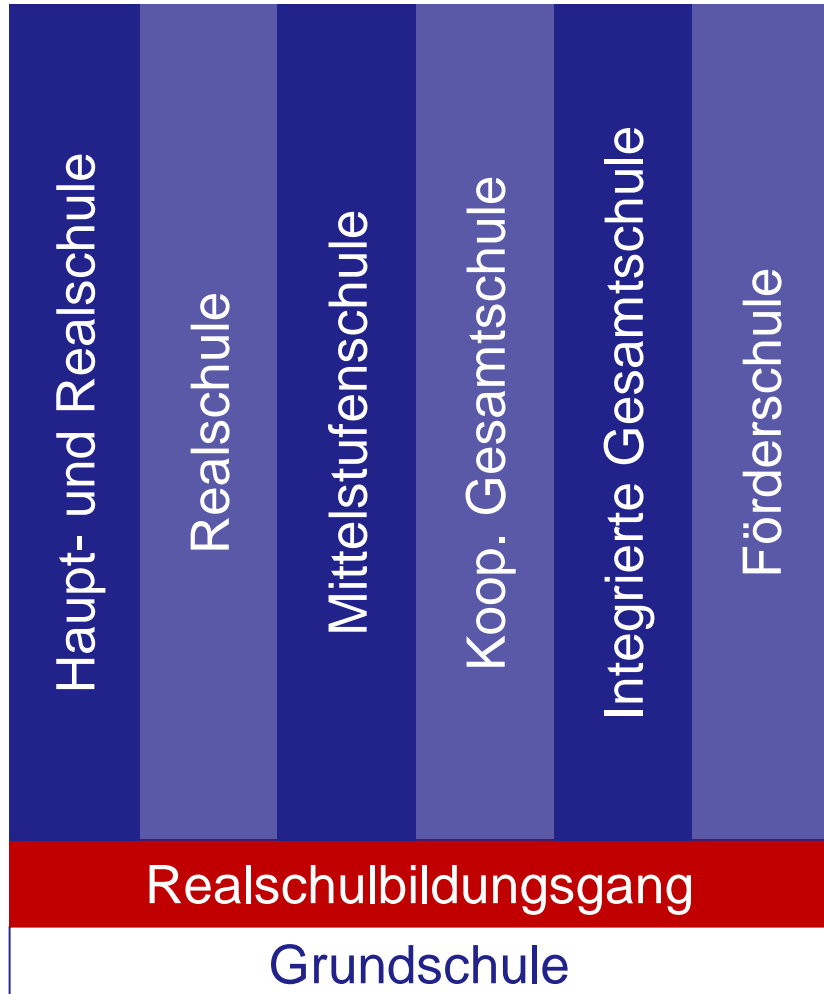 Haupt- und Realschule
Realschule
Mittelstufenschule
Koop. Gesamtschule
Integrierte Gesamtschule
Förderschule
Realschulbildungsgang
Grundschule